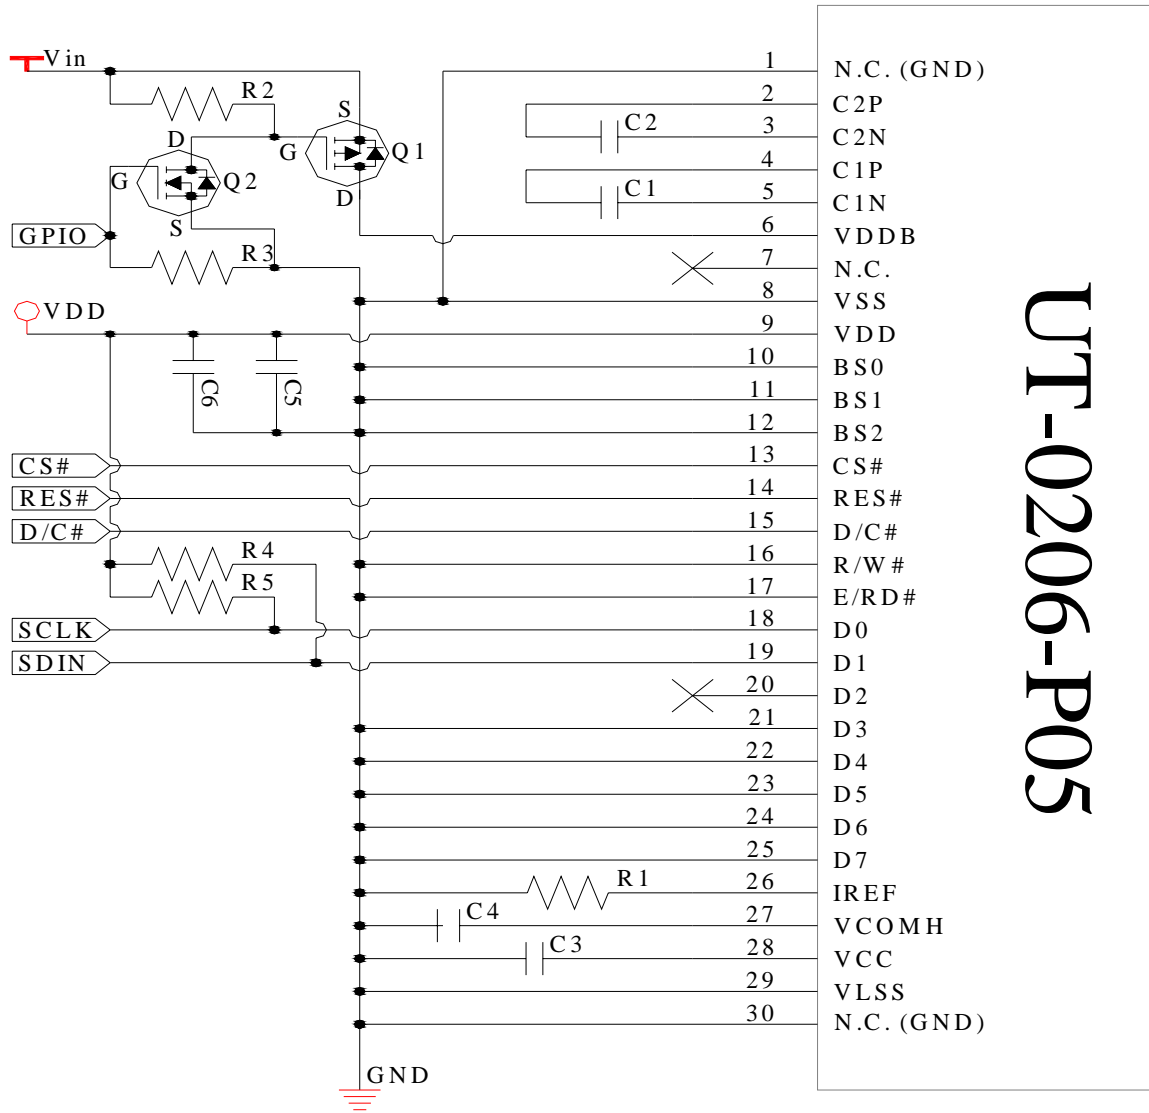 Vin
R2
S
D
G
Q1
G
Q2
D
S
GPIO
R3
VDD
C6
C5
CS#
RES#
D/C#
R4
R5
SCLK
SDIN
C2
C1
1 N.C. (GND)
2 C2P
3 C2N
4 C1P
5 C1N
6 VDDB
7 N.C.
8 VSS
9 VDD
10 BS0
11 BS1
12 BS2
13 CS#
14 RES#
15 D/C#
16 R/W#
17 E/RD#
18 D0
19 D1
20 D2
21 D3
22 D4
23 D5
24 D6
25 D7
R1
26 IREF
C4
27 VCOMH
C3
28 VCC
29 VLSS
30 N.C. (GND)
GND
UT-0206-P05